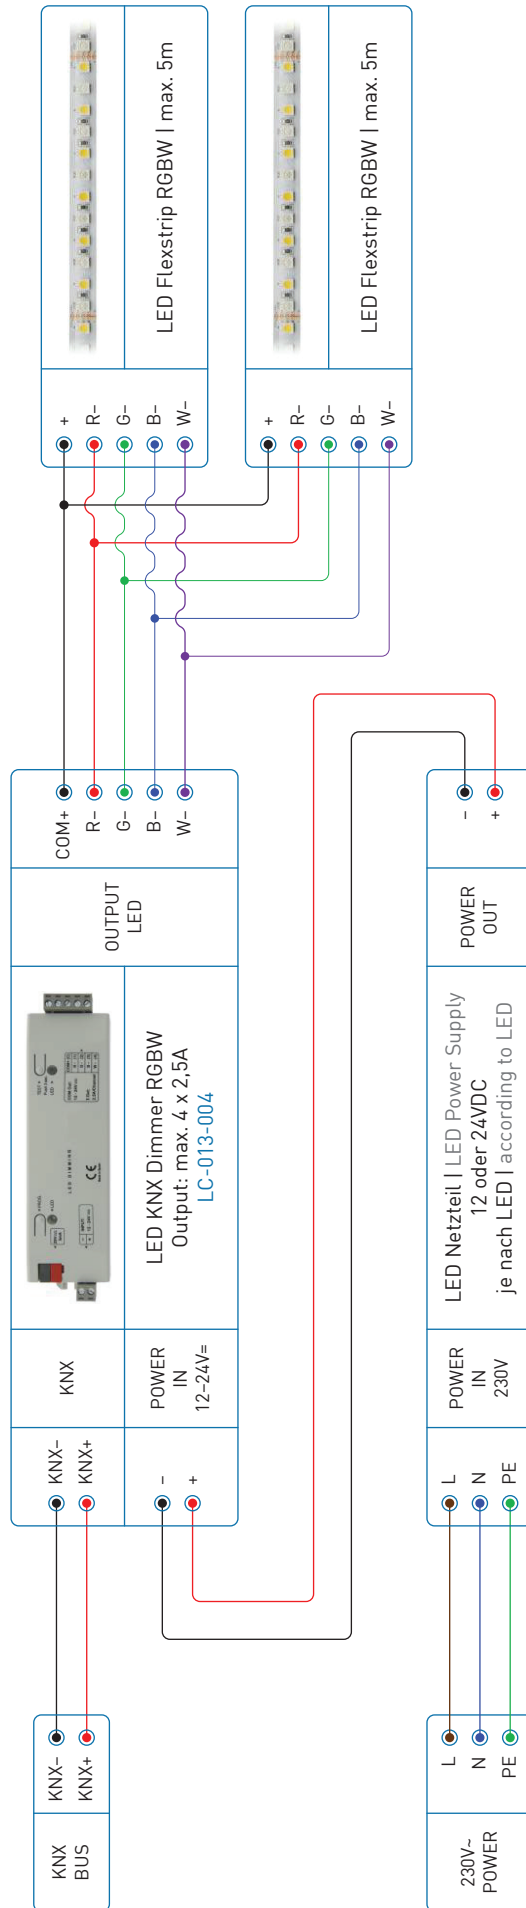 KNX
BUS
KNX-
KNX+
KNX-
KNX+
KNX
POWER
IN
12-24V=
-
+
LED KNX Dimmer RGBW
Output: max. 4 x 2,5A
LC-013-004
OUTPUT
LED
COM+
R-
G-
B-
W-
+
R-
G-
B-
W-
LED Flexstrip RGBW | max. 5m
+
R-
G-
B-
W-
LED Flexstrip RGBW | max. 5m
230V~
POWER
L
N
PE
L
N
PE
POWER
IN
230V
LED Netzteil | LED Power Supply
12 oder 24VDC
je nach LED | according to LED
POWER
OUT
-
+
LED DIMMING
CE